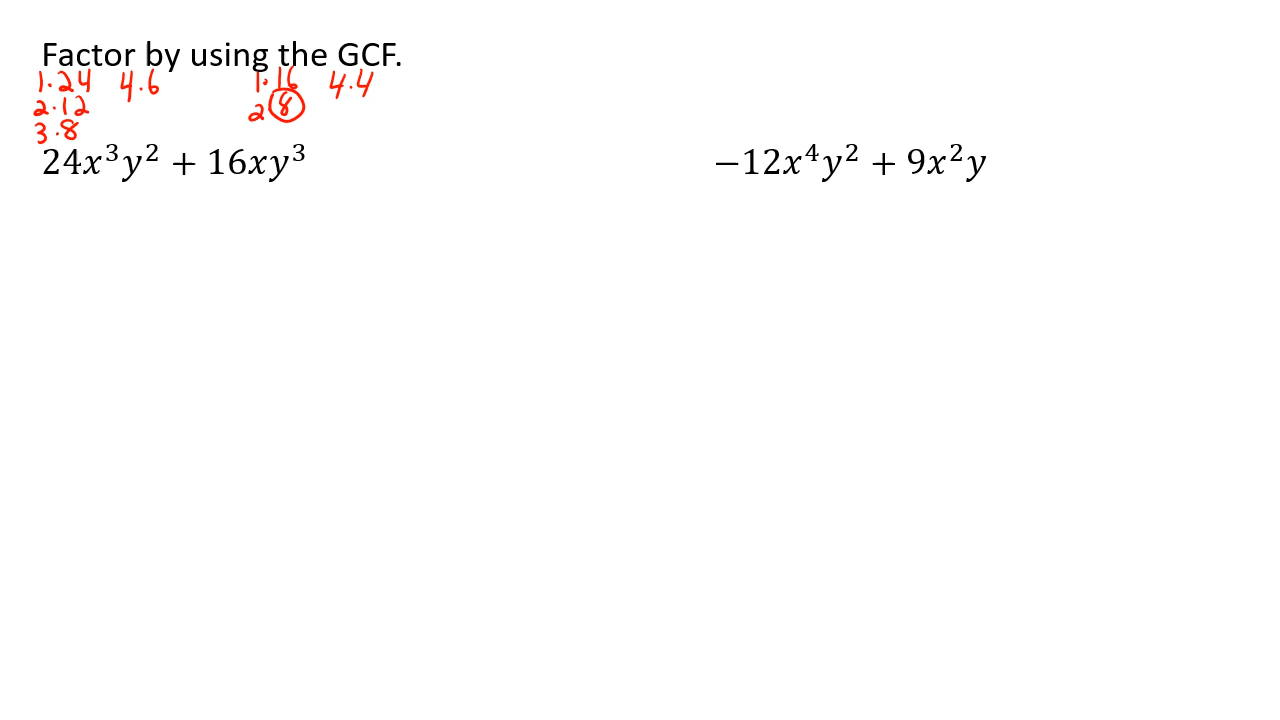 Factor by using the GCF.
1·24 4·6 1·16 4·4
2·12 2 8
3·8
24x³y² + 16xy³ −12x⁴y² + 9x²y